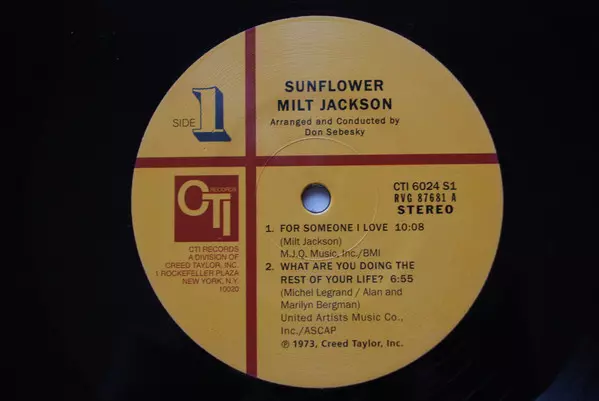 SUNFLOWER
MILT JACKSON
Arranged and Conducted by
Don Sebesky
SIDE 1
CTI RECORDS
CTI RECORDS
A DIVISION OF
CREED TAYLOR, INC.
1 ROCKEFELLER PLAZA
NEW YORK, N.Y.
10020
CTI 6024 S1
RVG 87681 A
STEREO
1. FOR SOMEONE I LOVE 10:08
(Milt Jackson)
M.J.Q. Music, Inc./BMI
2. WHAT ARE YOU DOING THE
REST OF YOUR LIFE? 6:55
(Michel Legrand / Alan and
Marilyn Bergman)
United Artists Music Co.,
Inc./ASCAP
℗ 1973, Creed Taylor, Inc.